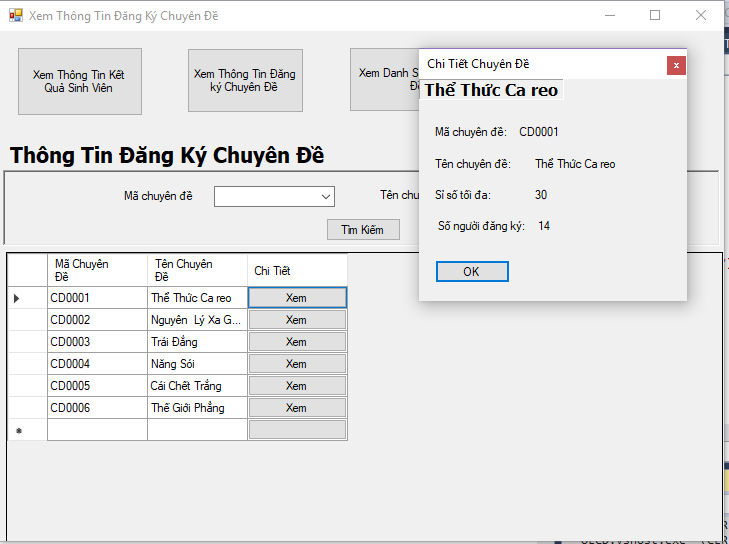 Xem Thông Tin Đăng Ký Chuyên Đề
Xem Thông Tin Kết
Quả Sinh Viên
Xem Thông Tin Đăng
ký Chuyên Đề
Xem Danh S
Chi Tiết Chuyên Đề
x
Thể Thức Ca reo
Mã chuyên đề: CD0001
Tên chuyên đề: Thể Thức Ca reo
Sỉ số tối đa: 30
Số người đăng ký: 14
OK
Thông Tin Đăng Ký Chuyên Đề
Mã chuyên đề
Tên chu
Tìm Kiếm
Mã Chuyên
Đề
Tên Chuyên
Đề
Chi Tiết
CD0001 Thể Thức Ca reo Xem
CD0002 Nguyên Lý Xa G... Xem
CD0003 Trái Đẳng Xem
CD0004 Năng Sói Xem
CD0005 Cái Chết Trắng Xem
CD0006 Thế Giới Phẳng Xem